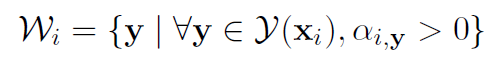 𝒲ᵢ = {𝐲 | ∀𝐲 ∈ 𝒴(𝐱ᵢ), αᵢ,𝐲 > 0}